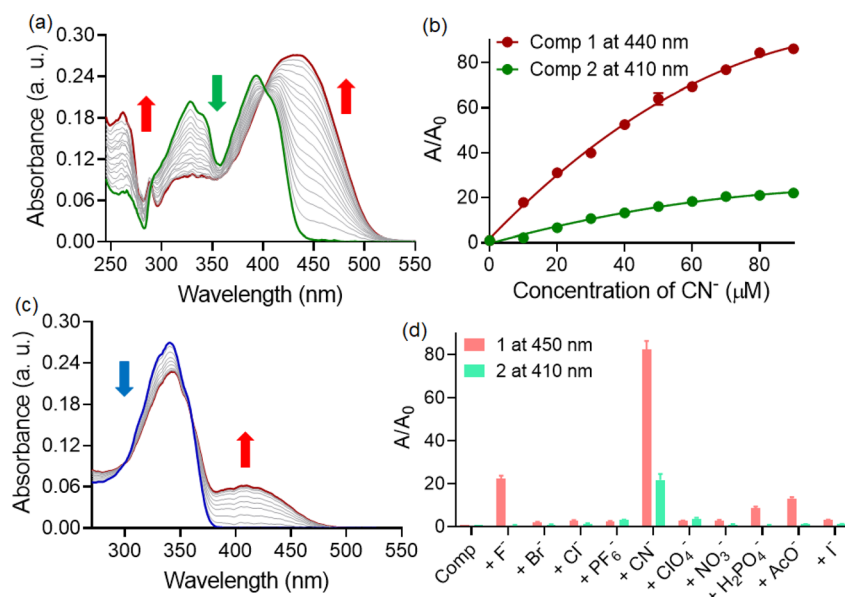 (a)
0.30
0.24
0.18
0.12
0.06
0.00
Absorbance (a. u.)
245 300 350 400 450 500 550
Wavelength (nm)
(b)
Comp 1 at 440 nm
Comp 2 at 410 nm
80
60
40
20
0
A/A₀
0 20 40 60 80
Concentration of CN⁻ (μM)
(c)
0.30
0.24
0.18
0.12
0.06
0.00
Absorbance (a. u.)
300 350 400 450 500 550
Wavelength (nm)
(d)
1 at 450 nm
2 at 410 nm
80
60
40
20
0
A/A₀
Comp
+ F⁻
+ Br⁻
+ Cl⁻
+ PF₆⁻
+ CN⁻
+ ClO₄⁻
+ NO₃⁻
+ H₂PO₄⁻
+ AcO⁻
+ I⁻